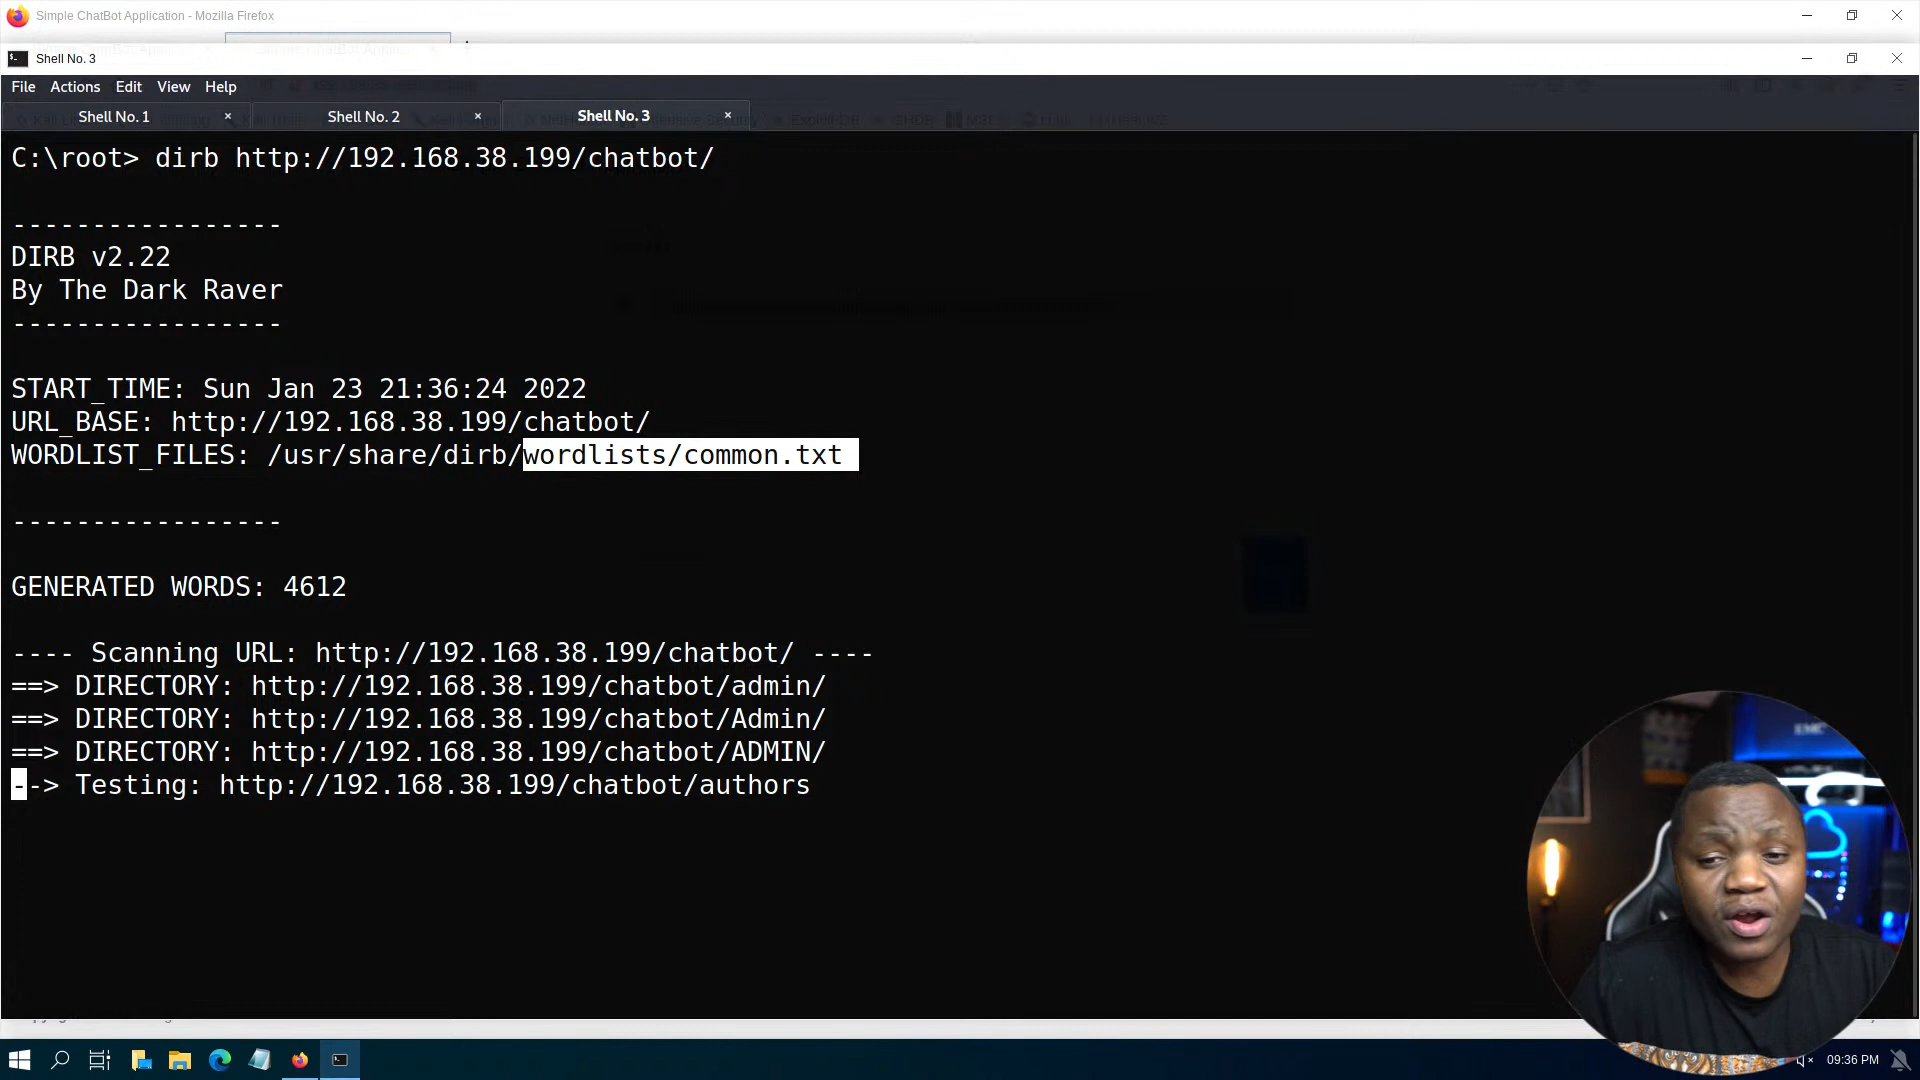 Simple ChatBot Application - Mozilla Firefox
Shell No. 3
File Actions Edit View Help
Shell No. 1 × Shell No. 2 × Shell No. 3 ×
C:\root> dirb http://192.168.38.199/chatbot/
-----------------
DIRB v2.22
By The Dark Raver
-----------------
START_TIME: Sun Jan 23 21:36:24 2022
URL_BASE: http://192.168.38.199/chatbot/
WORDLIST_FILES: /usr/share/dirb/wordlists/common.txt
-----------------
GENERATED WORDS: 4612
---- Scanning URL: http://192.168.38.199/chatbot/ ----
==> DIRECTORY: http://192.168.38.199/chatbot/admin/
==> DIRECTORY: http://192.168.38.199/chatbot/Admin/
==> DIRECTORY: http://192.168.38.199/chatbot/ADMIN/
--> Testing: http://192.168.38.199/chatbot/authors
09:36 PM